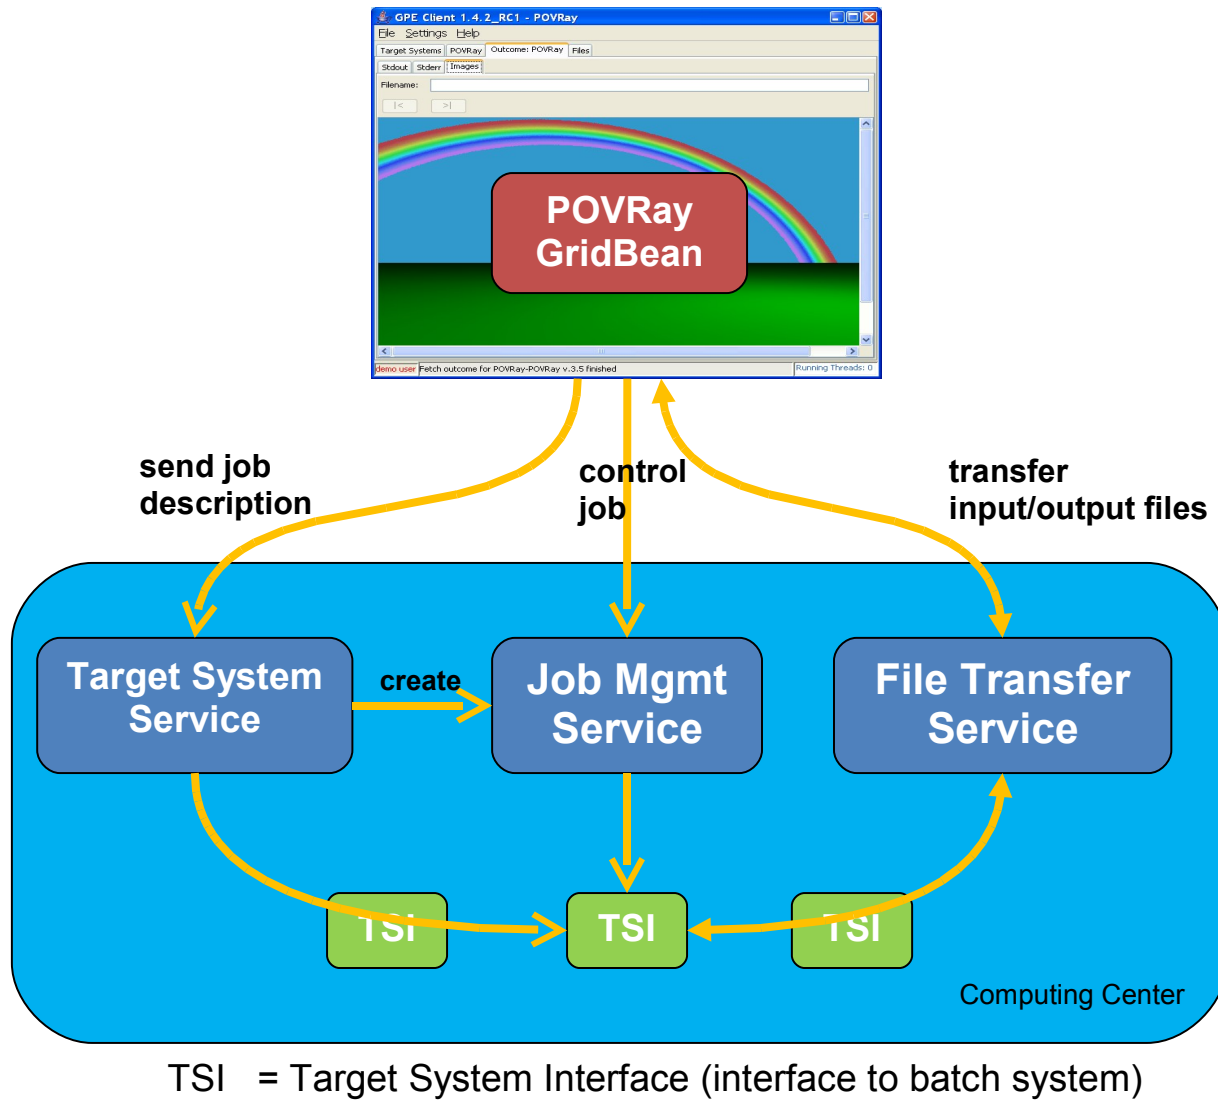 GPE Client 1.4.2_RC1 - POVRay
File Settings Help
Target Systems POVRay Outcome: POVRay Files
Stdout Stderr Images
Filename:
|< >|
POVRay
GridBean
demo user Fetch outcome for POVRay-POVRay v.3.5 finished Running Threads: 0
send job
description
control
job
transfer
input/output files
Target System
Service
create
Job Mgmt
Service
File Transfer
Service
TSI TSI TSI
Computing Center
TSI = Target System Interface (interface to batch system)